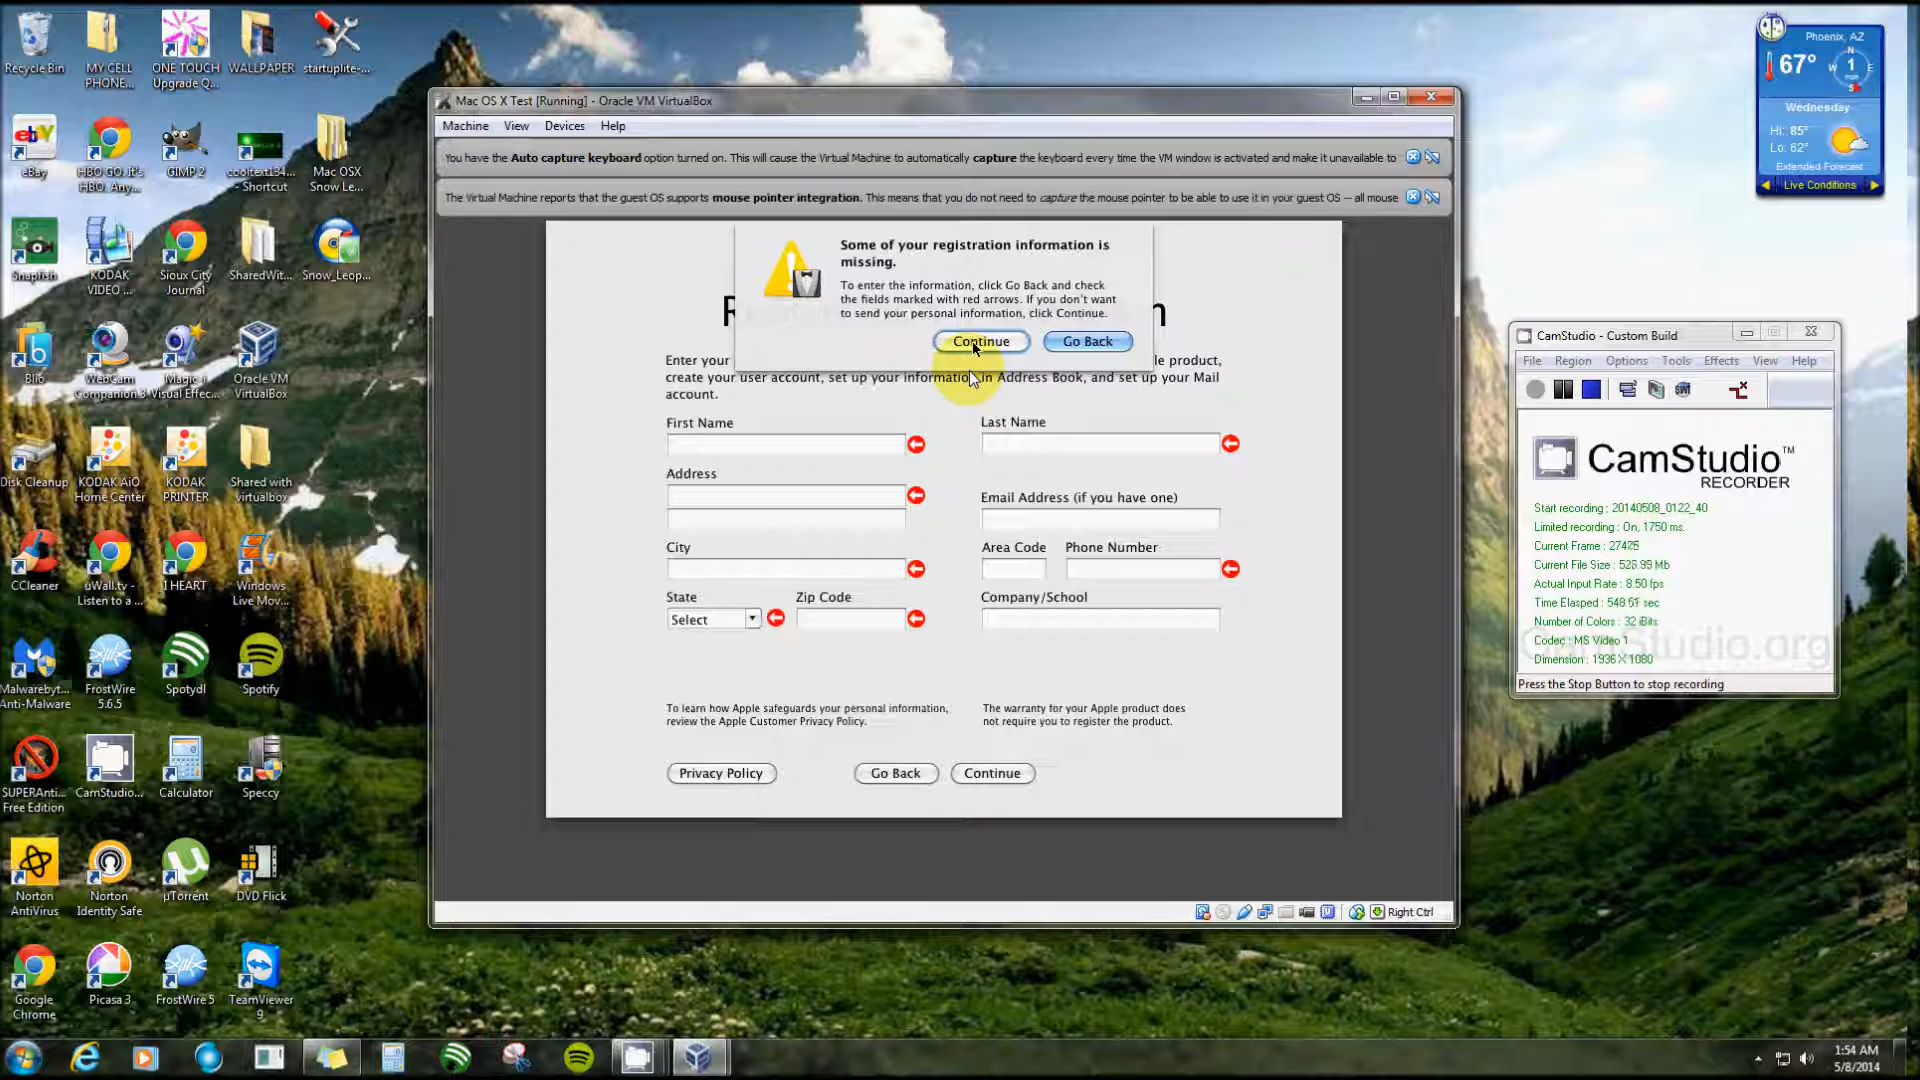 Recycle Bin
MY CELL PHONE...
ONE TOUCH Upgrade Q...
WALLPAPER
startuplite-...
eBay
HBO GO. It's HBO. Any...
GIMP 2
cooltext134... - Shortcut
Mac OSX Snow Le...
Snapfish
KODAK VIDEO ...
Sioux City Journal
SharedWit...
Snow_Leop...
Blio
WebCam Companion 3
Magic-i Visual Effec...
Oracle VM VirtualBox
Disk Cleanup
KODAK AiO Home Center
KODAK PRINTER
Shared with virtualbox
CCleaner
uWall.tv - Listen to a ...
I HEART
Windows Live Mov...
Malwarebyt... Anti-Malware
FrostWire 5.6.5
Spotydl
Spotify
SUPERAnti... Free Edition
CamStudio...
Calculator
Speccy
Norton AntiVirus
Norton Identity Safe
µTorrent
DVD Flick
Google Chrome
Picasa 3
FrostWire 5
TeamViewer 9
Mac OS X Test [Running] - Oracle VM VirtualBox
Machine View Devices Help
You have the Auto capture keyboard option turned on. This will cause the Virtual Machine to automatically capture the keyboard every time the VM window is activated and make it unavailable to
The Virtual Machine reports that the guest OS supports mouse pointer integration. This means that you do not need to capture the mouse pointer to be able to use it in your guest OS -- all mouse
Some of your registration information is
missing.
To enter the information, click Go Back and check
the fields marked with red arrows. If you don't want
to send your personal information, click Continue.
Continue Go Back
Enter your le product,
create your user account, set up your information in Address Book, and set up your Mail
account.
First Name Last Name
Address
Email Address (if you have one)
City Area Code Phone Number
State Zip Code Company/School
Select
To learn how Apple safeguards your personal information,
review the Apple Customer Privacy Policy.
The warranty for your Apple product does
not require you to register the product.
Privacy Policy Go Back Continue
Right Ctrl
Phoenix, AZ
67°
N
W E
1
mph
S
Wednesday
Hi: 85°
Lo: 62°
Extended Forecast
Live Conditions
CamStudio - Custom Build
File Region Options Tools Effects View Help
CamStudio™
RECORDER
Start recording : 20140508_0122_40
Limited recording : On, 1750 ms.
Current Frame : 27425
Current File Size : 528.99 Mb
Actual Input Rate : 8.50 fps
Time Elasped : 548.61 sec
Number of Colors : 32 iBits
Codec : MS Video 1
Dimension : 1936 X 1080
CamStudio.org
Press the Stop Button to stop recording
1:54 AM
5/8/2014